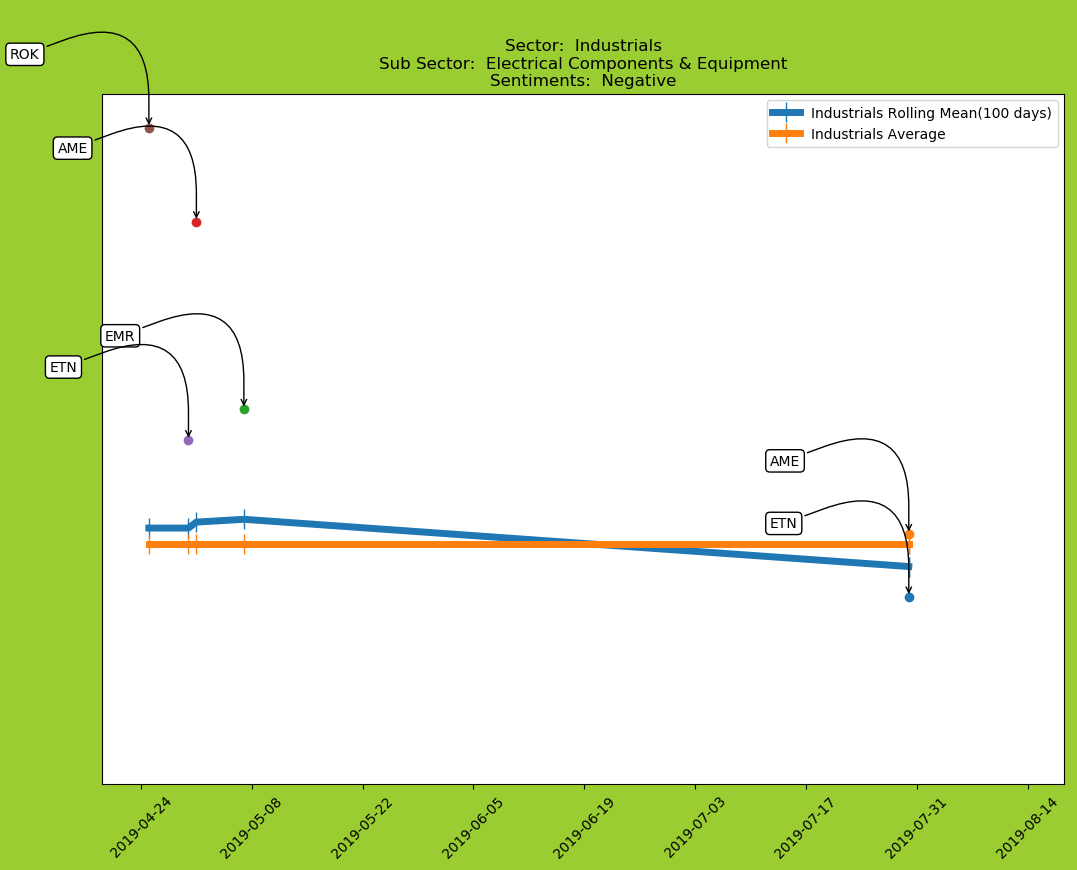 Sector:  Industrials
Sub Sector:  Electrical Components & Equipment
Sentiments:  Negative
Industrials Rolling Mean(100 days)
Industrials Average
ROK
AME
EMR
ETN
AME
ETN
2019-04-24
2019-05-08
2019-05-22
2019-06-05
2019-06-19
2019-07-03
2019-07-17
2019-07-31
2019-08-14